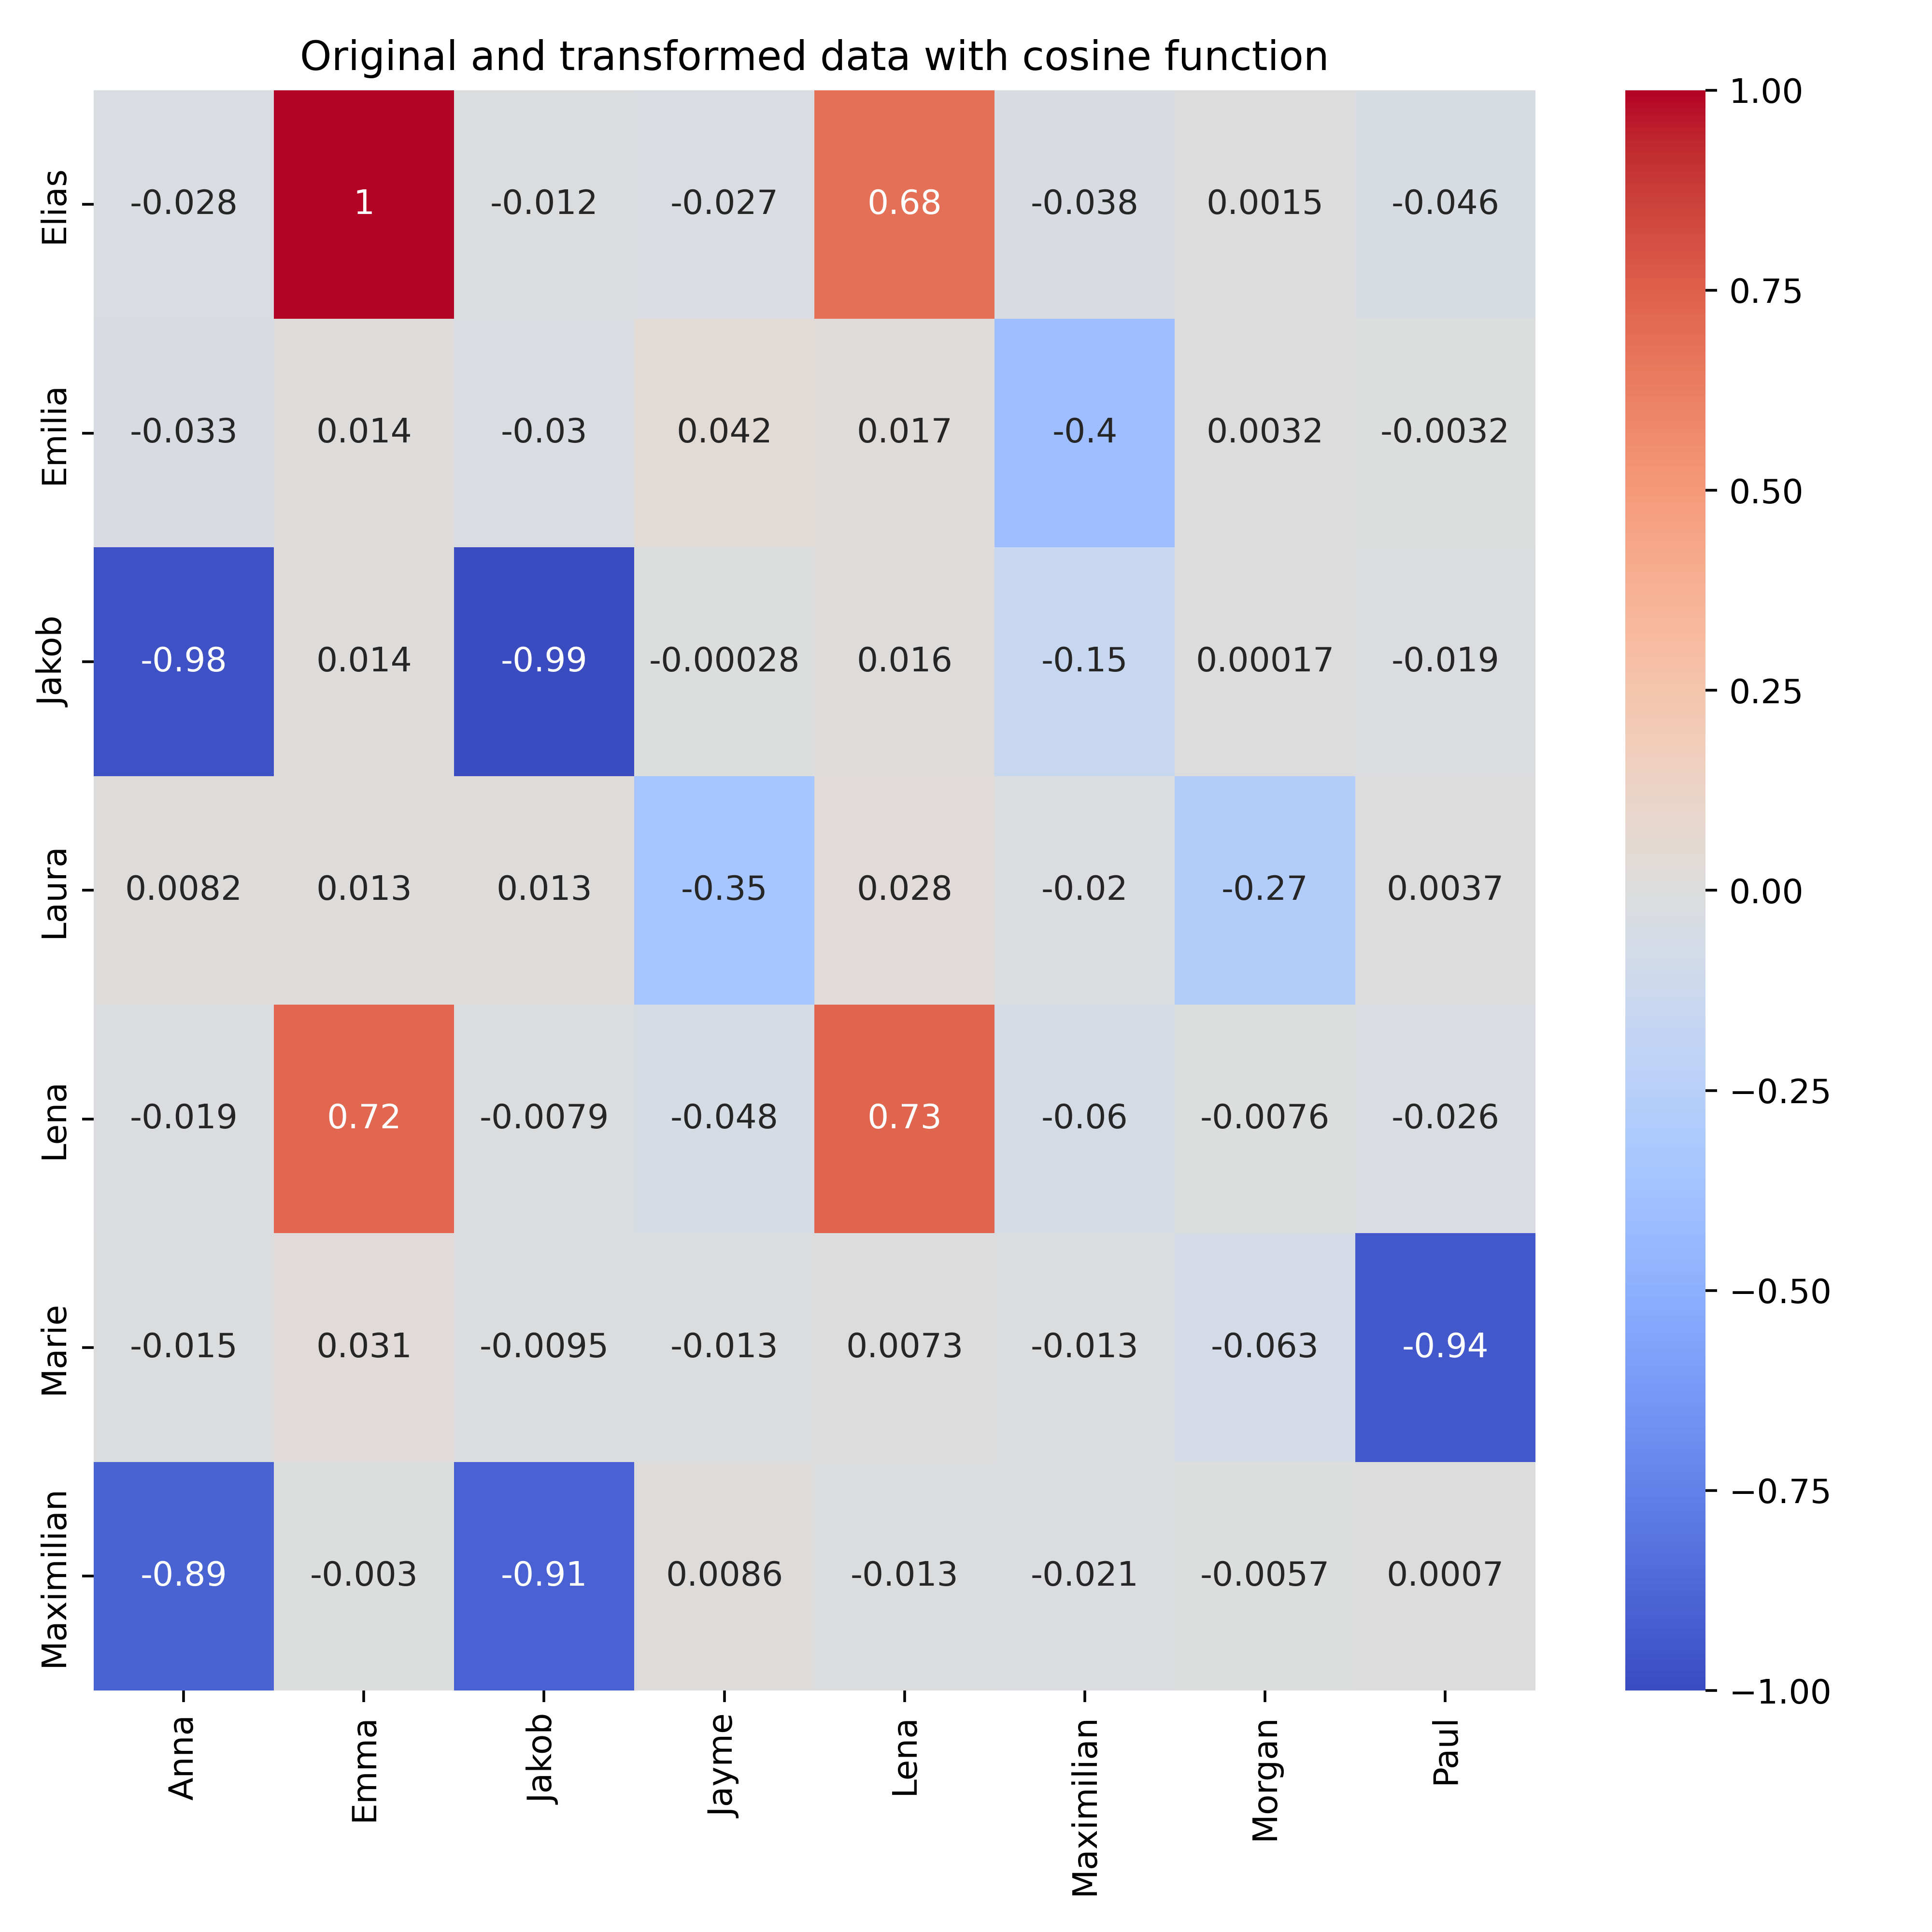 Original and transformed data with cosine function
Elias -0.028 1 -0.012 -0.027 0.68 -0.038 0.0015 -0.046
Emilia -0.033 0.014 -0.03 0.042 0.017 -0.4 0.0032 -0.0032
Jakob -0.98 0.014 -0.99 -0.00028 0.016 -0.15 0.00017 -0.019
Laura 0.0082 0.013 0.013 -0.35 0.028 -0.02 -0.27 0.0037
Lena -0.019 0.72 -0.0079 -0.048 0.73 -0.06 -0.0076 -0.026
Marie -0.015 0.031 -0.0095 -0.013 0.0073 -0.013 -0.063 -0.94
Maximilian -0.89 -0.003 -0.91 0.0086 -0.013 -0.021 -0.0057 0.0007
Anna Emma Jakob Jayme Lena Maximilian Morgan Paul
1.00
0.75
0.50
0.25
0.00
−0.25
−0.50
−0.75
−1.00